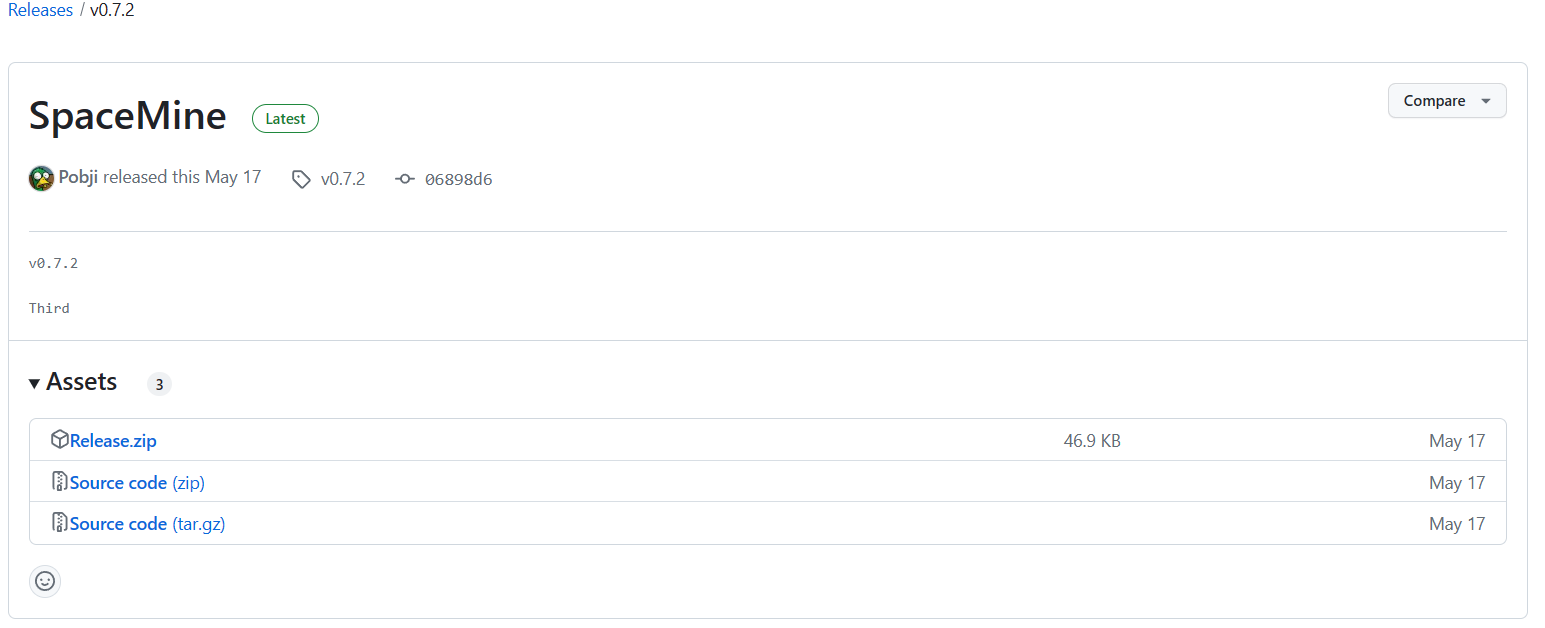 Releases / v0.7.2
SpaceMine Latest Compare
Pobji released this May 17 v0.7.2 06898d6
v0.7.2
Third
Assets 3
Release.zip 46.9 KB May 17
Source code (zip) May 17
Source code (tar.gz) May 17